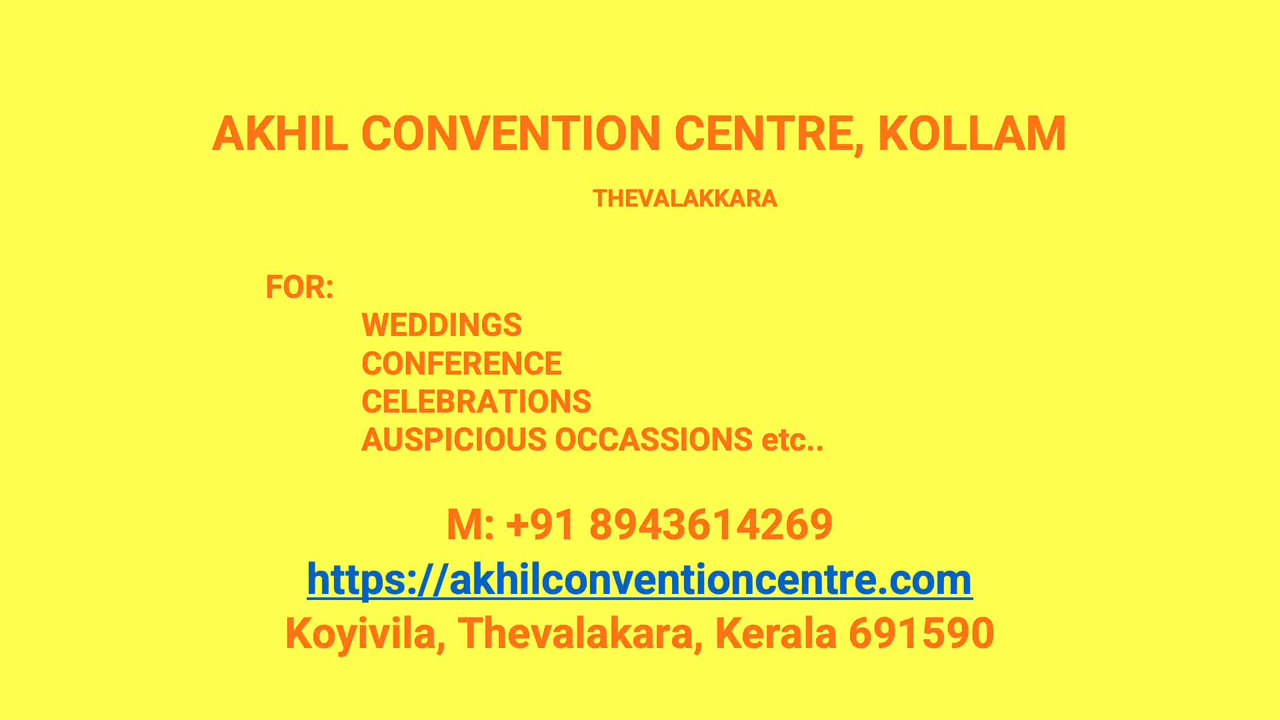 AKHIL CONVENTION CENTRE, KOLLAM
THEVALAKKARA
FOR:
WEDDINGS
CONFERENCE
CELEBRATIONS
AUSPICIOUS OCCASSIONS etc..
M: +91 8943614269
https://akhilconventioncentre.com
Koyivila, Thevalakara, Kerala 691590